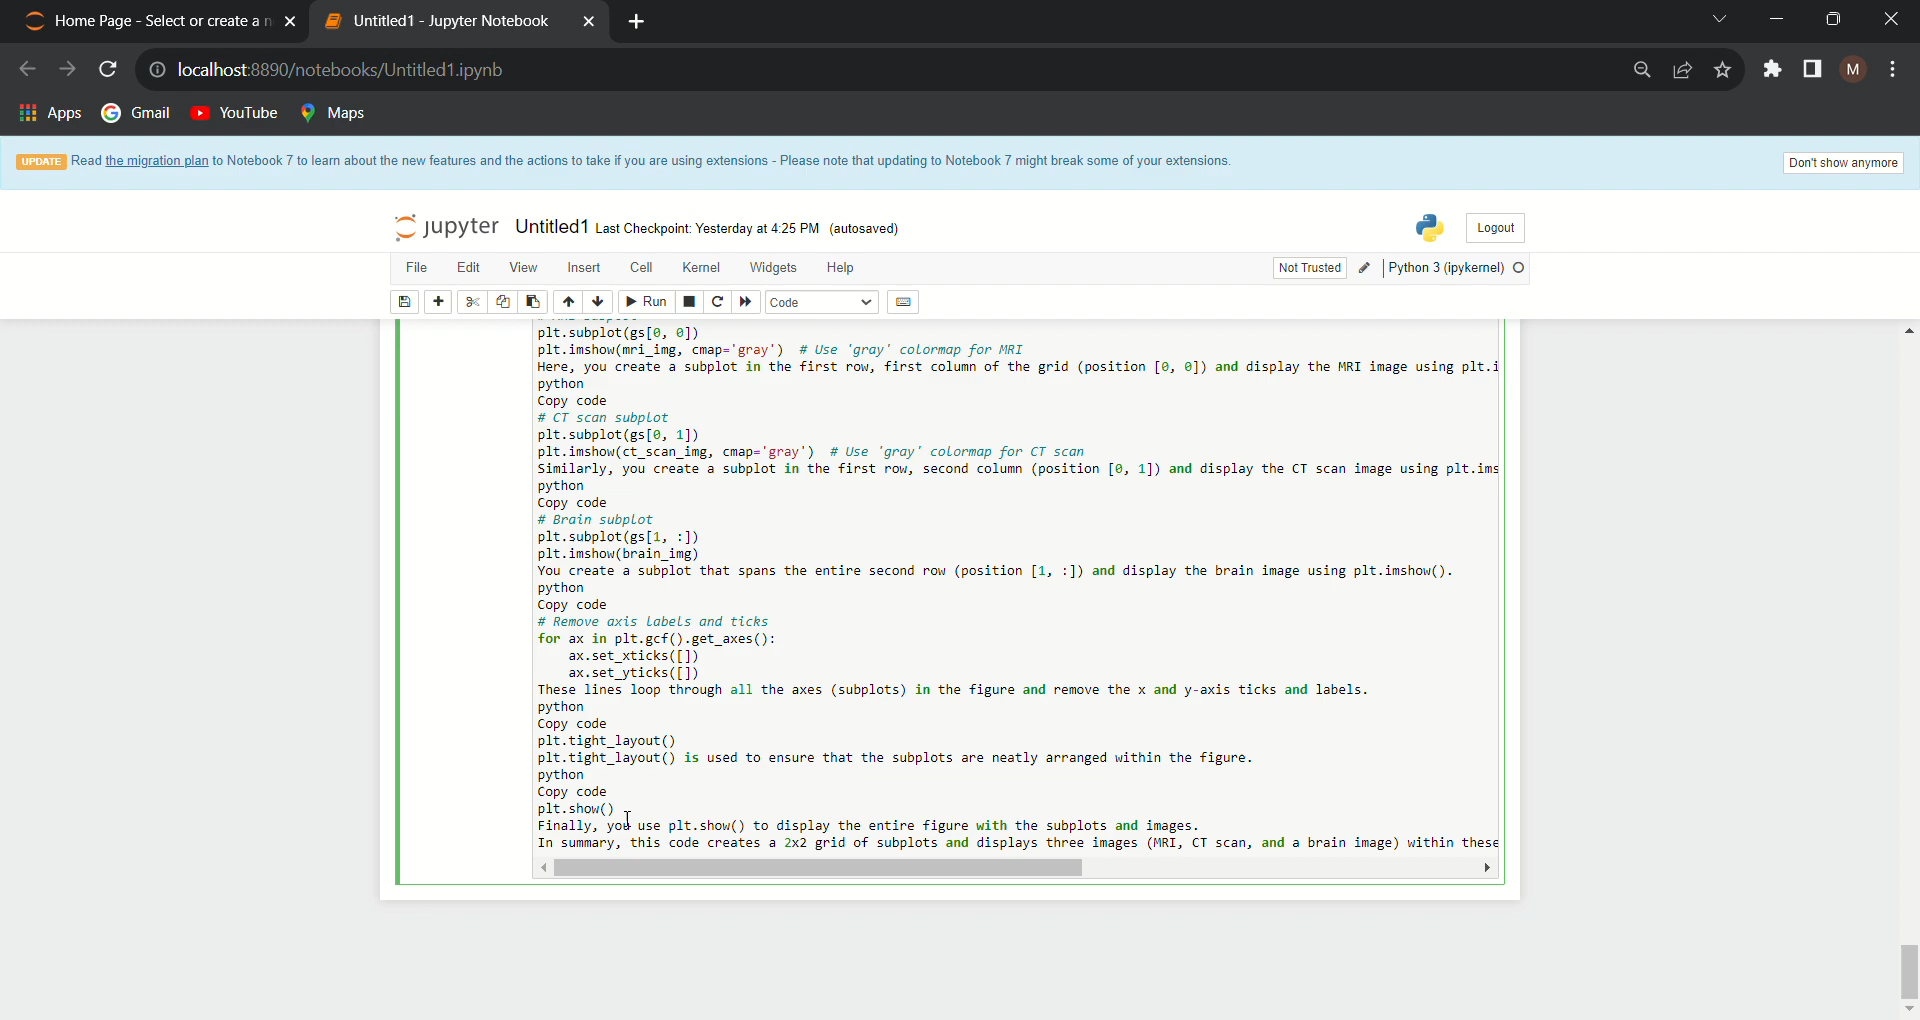 Home Page - Select or create a n
Untitled1 - Jupyter Notebook
localhost:8890/notebooks/Untitled1.ipynb
M
Apps
Gmail
YouTube
Maps
UPDATE Read the migration plan to Notebook 7 to learn about the new features and the actions to take if you are using extensions - Please note that updating to Notebook 7 might break some of your extensions.
Don't show anymore
jupyter Untitled1 Last Checkpoint: Yesterday at 4:25 PM (autosaved)
Logout
File Edit View Insert Cell Kernel Widgets Help
Not Trusted
Python 3 (ipykernel)
Run
Code
plt.subplot(gs[0, 0])
plt.imshow(mri_img, cmap='gray')  # Use 'gray' colormap for MRI
Here, you create a subplot in the first row, first column of the grid (position [0, 0]) and display the MRI image using plt.i
python
Copy code
# CT scan subplot
plt.subplot(gs[0, 1])
plt.imshow(ct_scan_img, cmap='gray')  # Use 'gray' colormap for CT scan
Similarly, you create a subplot in the first row, second column (position [0, 1]) and display the CT scan image using plt.ims
python
Copy code
# Brain subplot
plt.subplot(gs[1, :])
plt.imshow(brain_img)
You create a subplot that spans the entire second row (position [1, :]) and display the brain image using plt.imshow().
python
Copy code
# Remove axis labels and ticks
for ax in plt.gcf().get_axes():
    ax.set_xticks([])
    ax.set_yticks([])
These lines loop through all the axes (subplots) in the figure and remove the x and y-axis ticks and labels.
python
Copy code
plt.tight_layout()
plt.tight_layout() is used to ensure that the subplots are neatly arranged within the figure.
python
Copy code
plt.show()
Finally, you use plt.show() to display the entire figure with the subplots and images.
In summary, this code creates a 2x2 grid of subplots and displays three images (MRI, CT scan, and a brain image) within these